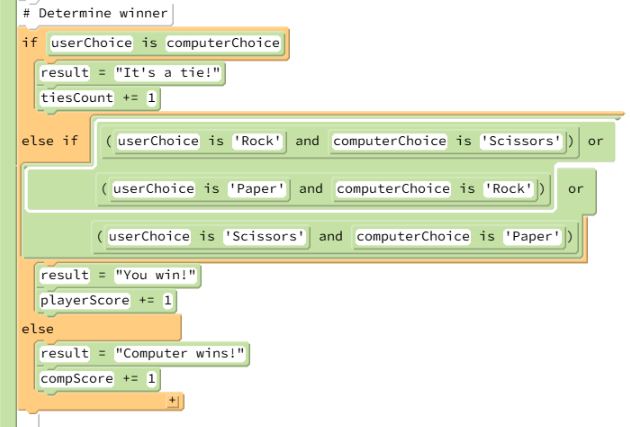 # Determine winner
if userChoice is computerChoice
result = "It's a tie!"
tiesCount += 1
else if (userChoice is 'Rock' and computerChoice is 'Scissors') or
(userChoice is 'Paper' and computerChoice is 'Rock') or
(userChoice is 'Scissors' and computerChoice is 'Paper')
result = "You win!"
playerScore += 1
else
result = "Computer wins!"
compScore += 1
+